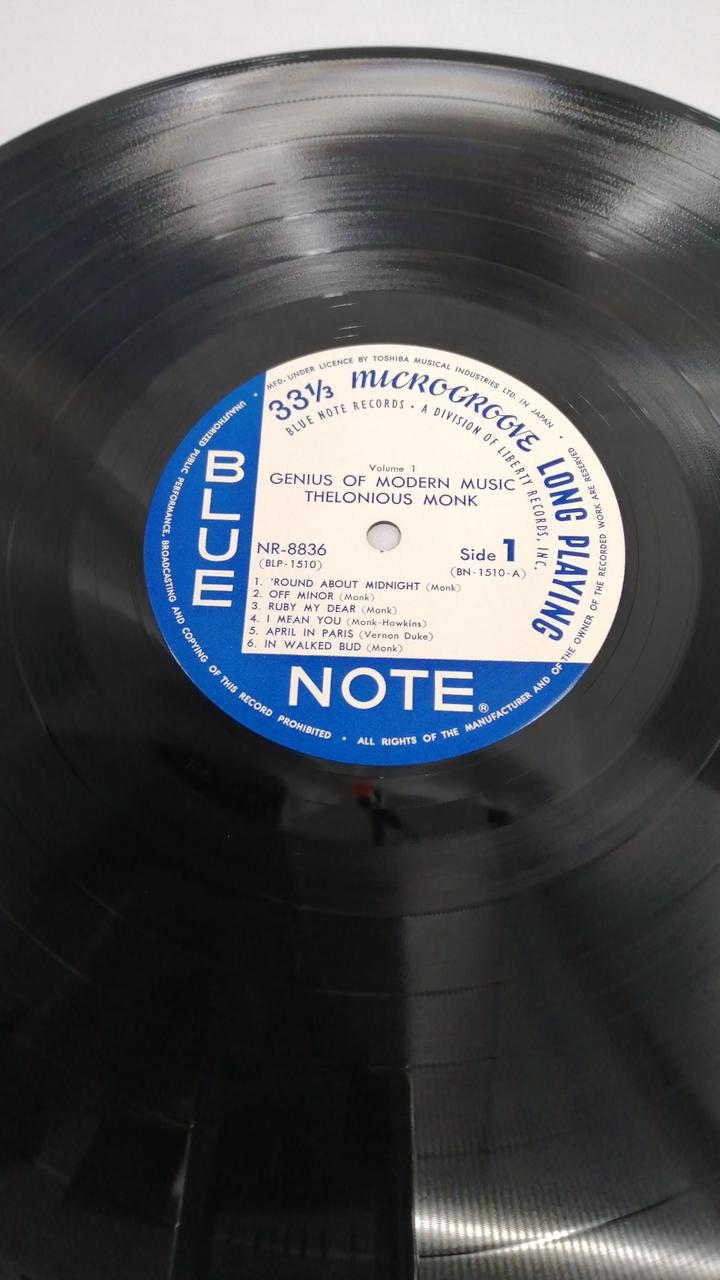 MFD. UNDER LICENCE BY TOSHIBA MUSICAL INDUSTRIES LTD. IN JAPAN
33⅓ MICROGROOVE LONG PLAYING
BLUE NOTE RECORDS • A DIVISION OF LIBERTY RECORDS, INC.
Volume 1
GENIUS OF MODERN MUSIC
THELONIOUS MONK
NR-8836
(BLP-1510)
Side 1
(BN-1510-A)
1. 'ROUND ABOUT MIDNIGHT (Monk)
2. OFF MINOR (Monk)
3. RUBY MY DEAR (Monk)
4. I MEAN YOU (Monk-Hawkins)
5. APRIL IN PARIS (Vernon Duke)
6. IN WALKED BUD (Monk)
BLUE
NOTE®
UNAUTHORIZED PUBLIC PERFORMANCE, BROADCASTING AND COPYING OF THIS RECORD PROHIBITED • ALL RIGHTS OF THE MANUFACTURER AND OF THE OWNER OF THE RECORDED WORK ARE RESERVED